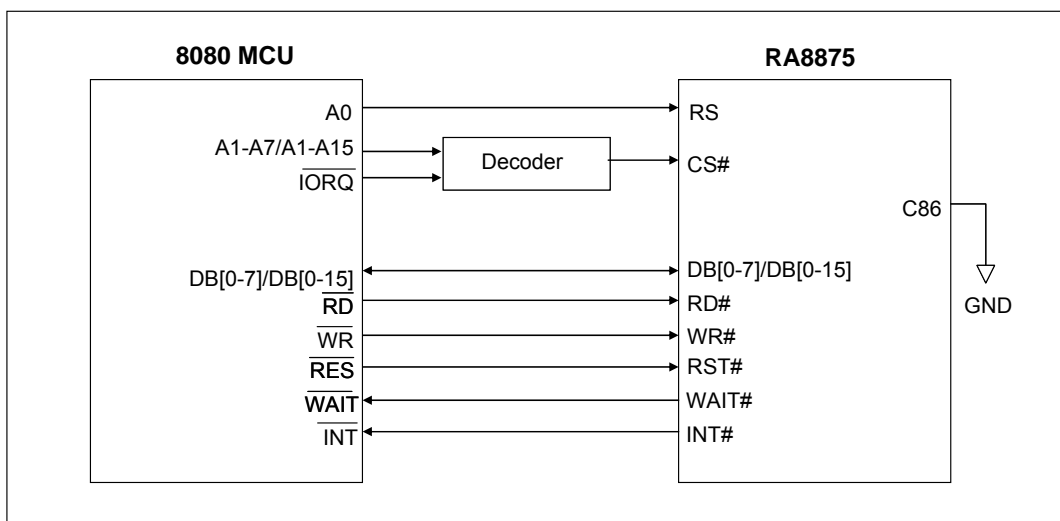 8080 MCU
RA8875
A0
RS
A1-A7/A1-A15
IORQ
Decoder
CS#
C86
GND
DB[0-7]/DB[0-15]
DB[0-7]/DB[0-15]
RD
RD#
WR
WR#
RES
RST#
WAIT
WAIT#
INT
INT#